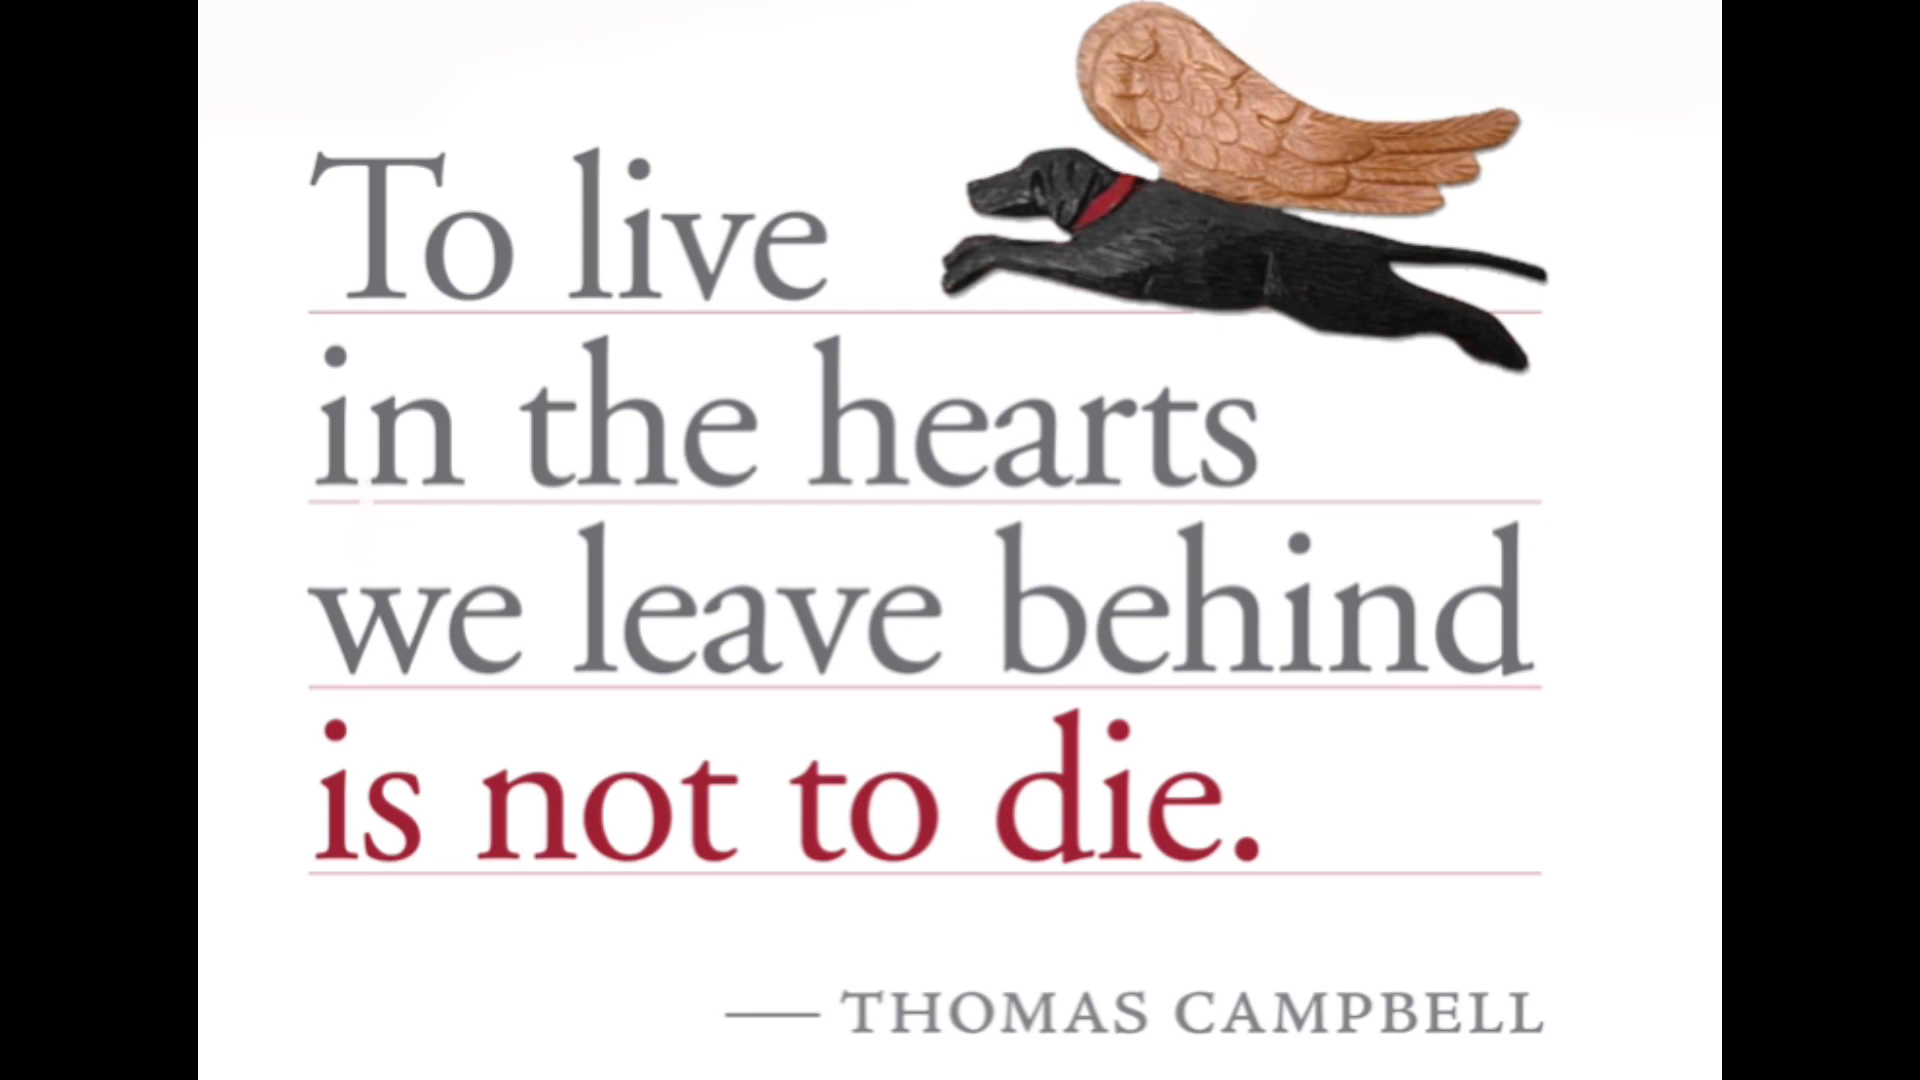 To live
in the hearts
we leave behind
is not to die.
— THOMAS CAMPBELL